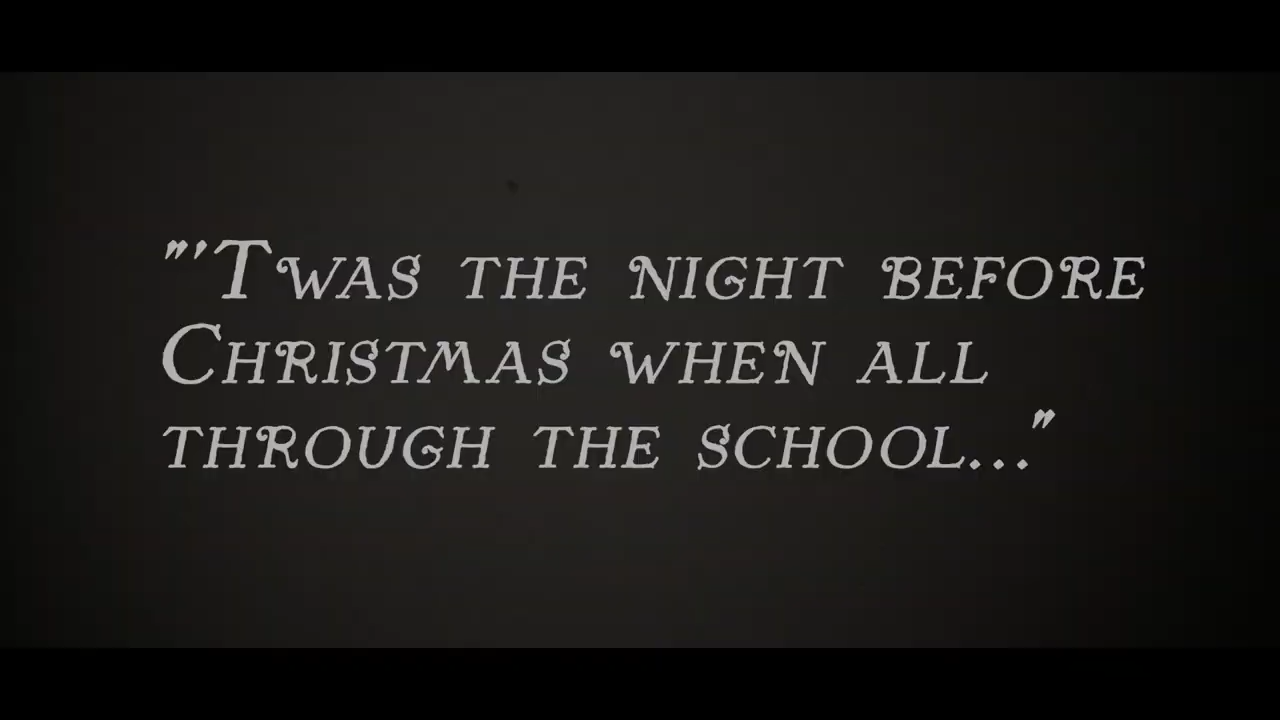 "'Twas the night before
Christmas when all
through the school..."